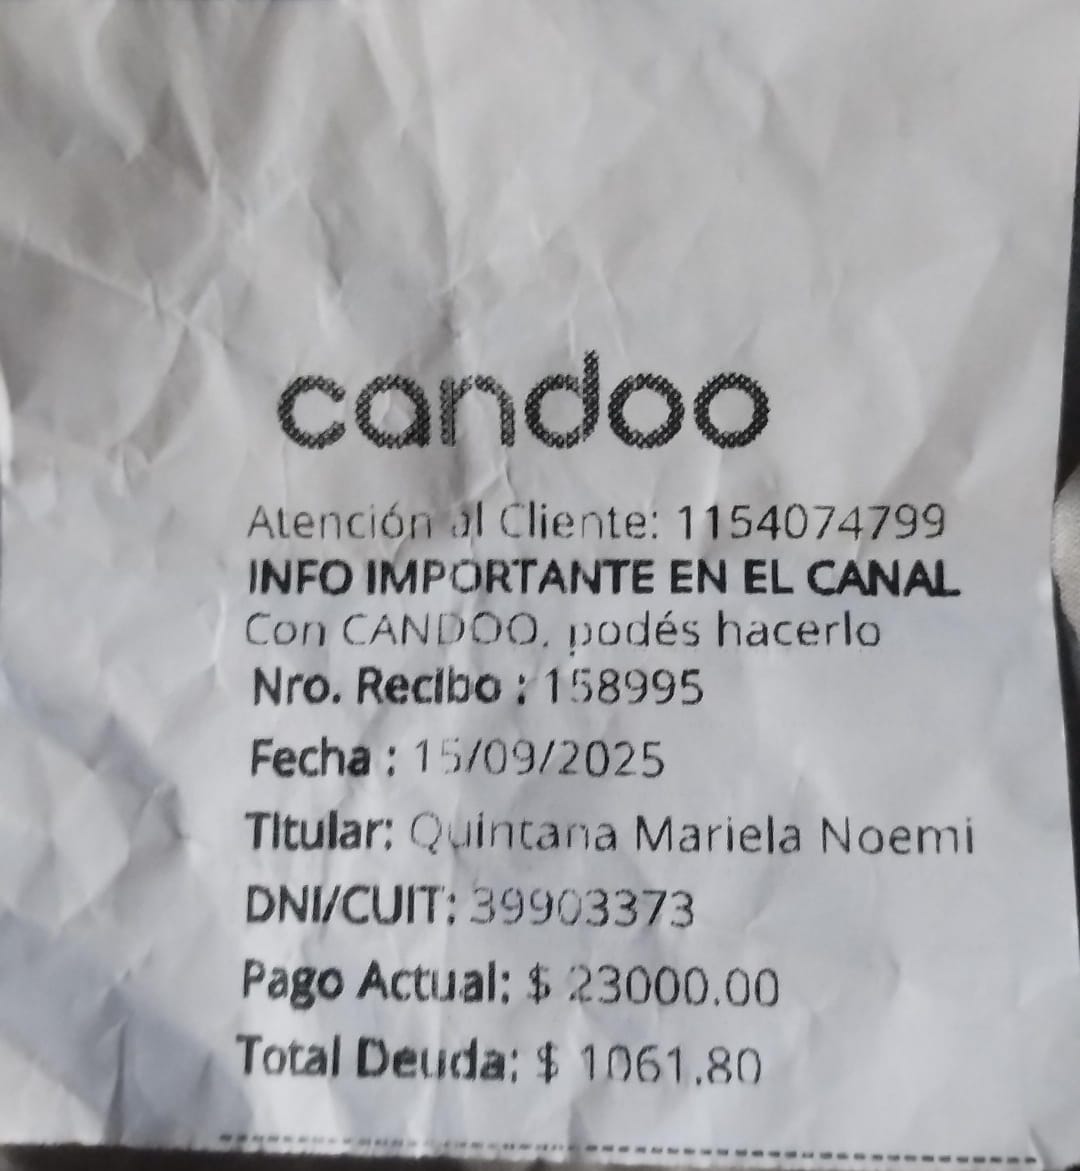 candoo
Atención al Cliente: 1154074799
INFO IMPORTANTE EN EL CANAL
Con CANDOO, podés hacerlo
Nro. Recibo : 158995
Fecha : 15/09/2025
Titular: Quintana Mariela Noemi
DNI/CUIT: 39903373
Pago Actual: $ 23000.00
Total Deuda: $ 1061.80